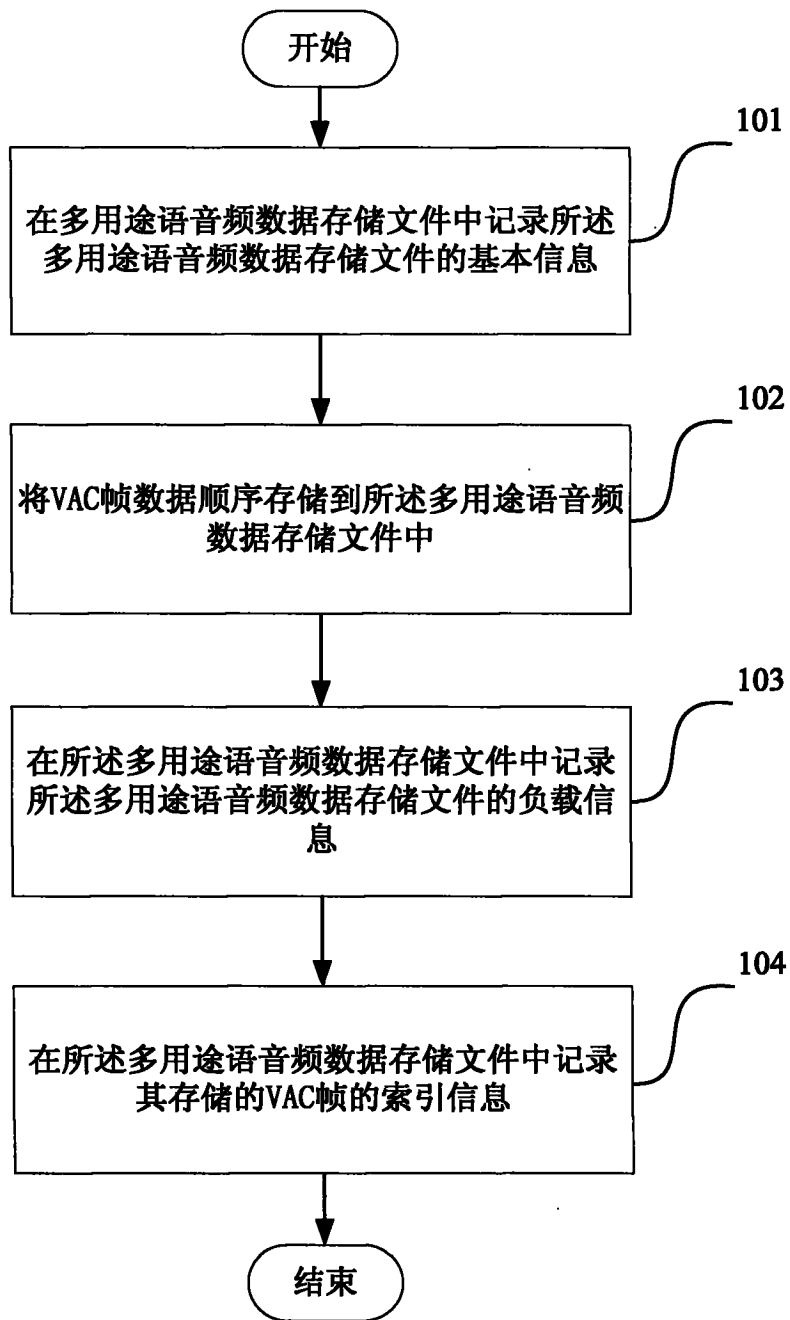 开始
101
在多用途语音频数据存储文件中记录所述
多用途语音频数据存储文件的基本信息
102
将VAC帧数据顺序存储到所述多用途语音频
数据存储文件中
103
在所述多用途语音频数据存储文件中记录
所述多用途语音频数据存储文件的负载信
息
104
在所述多用途语音频数据存储文件中记录
其存储的VAC帧的索引信息
结束